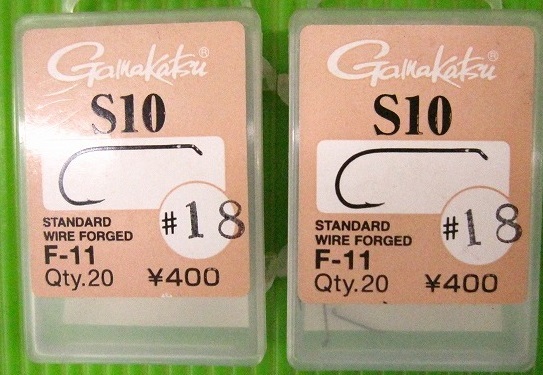 Gamakatsu®
S10
STANDARD
WIRE FORGED
#18
F-11
Qty.20 ¥400
Gamakatsu®
S10
STANDARD
WIRE FORGED
#18
F-11
Qty.20 ¥400